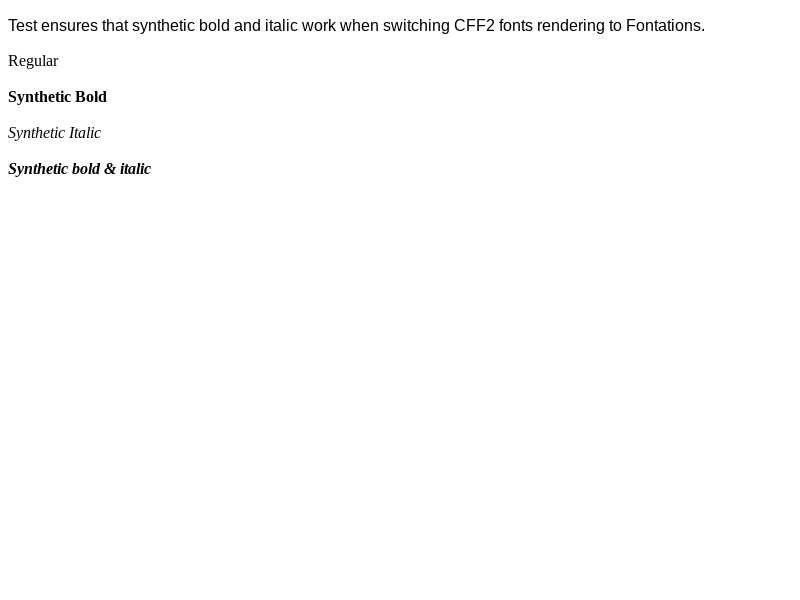 Test ensures that synthetic bold and italic work when switching CFF2 fonts rendering to Fontations.
Regular
Synthetic Bold
Synthetic Italic
Synthetic bold & italic